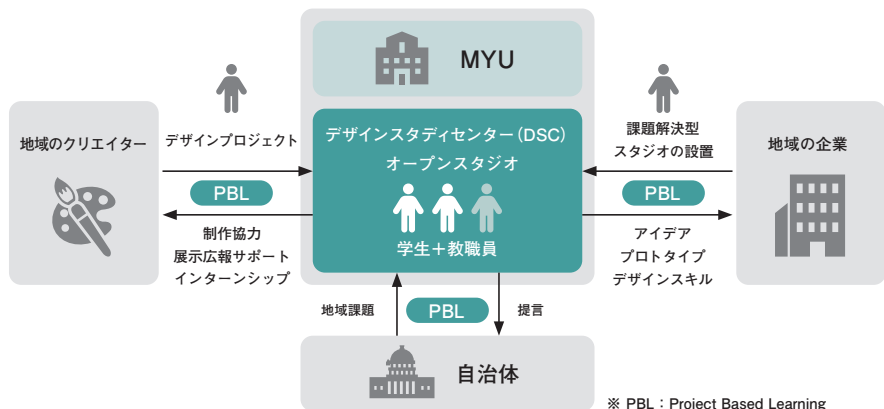 MYU
地域のクリエイター
デザインプロジェクト
PBL
制作協力
展示広報サポート
インターンシップ
デザインスタディセンター(DSC)
オープンスタジオ
学生+教職員
課題解決型
スタジオの設置
PBL
アイデア
プロトタイプ
デザインスキル
地域の企業
地域課題
PBL
提言
自治体
※ PBL:Project Based Learning